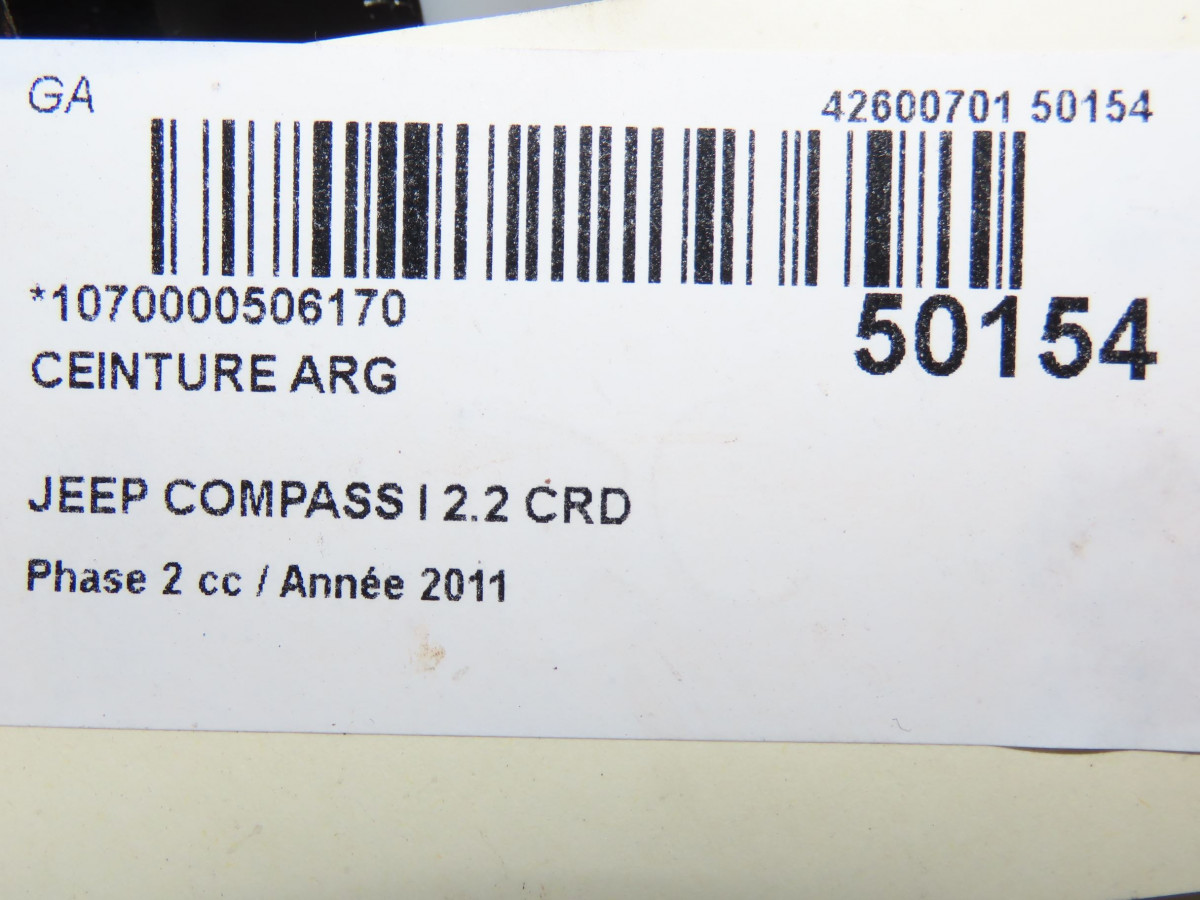 GA
42600701 50154
*1070000506170
50154
CEINTURE ARG
JEEP COMPASS I 2.2 CRD
Phase 2 cc / Année 2011